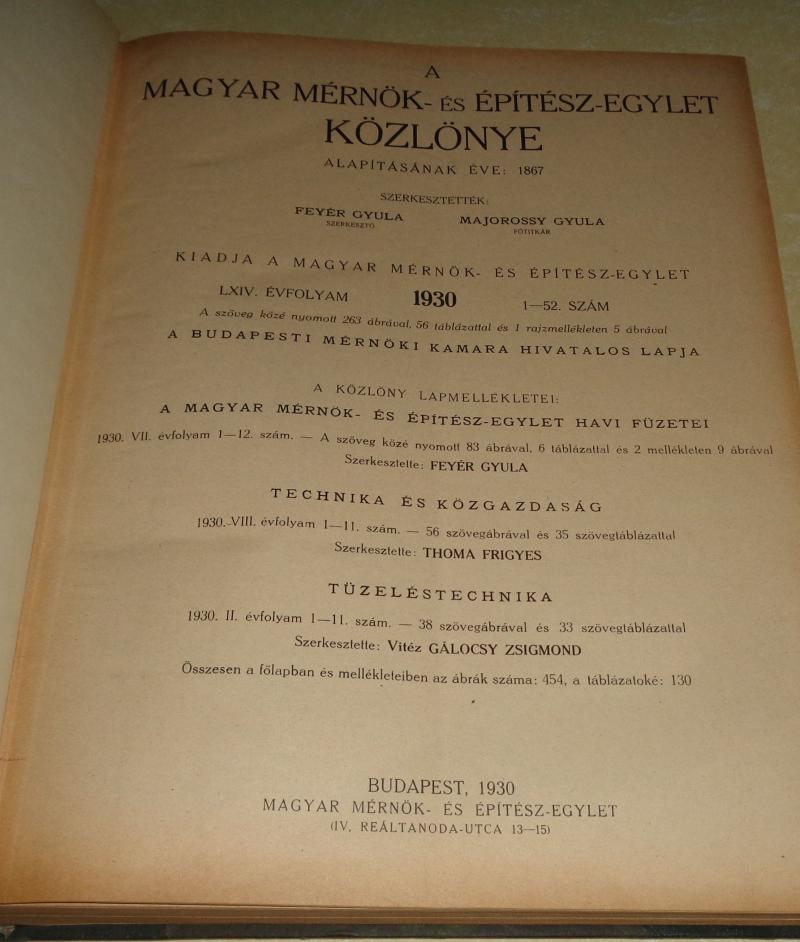 A
MAGYAR MÉRNÖK- ÉS ÉPÍTÉSZ-EGYLET
KÖZLÖNYE
ALAPÍTÁSÁNAK ÉVE: 1867
SZERKESZTETTÉK:
FEYÉR GYULA MAJOROSSY GYULA
SZERKESZTŐ FŐTITKÁR
KIADJA A MAGYAR MÉRNÖK- ÉS ÉPÍTÉSZ-EGYLET
LXIV. ÉVFOLYAM 1930 1—52. SZÁM
A szöveg közé nyomott 263 ábrával, 56 táblázattal és 1 rajzmellékleten 5 ábrával
A BUDAPESTI MÉRNÖKI KAMARA HIVATALOS LAPJA
A KÖZLÖNY LAPMELLÉKLETEI:
A MAGYAR MÉRNÖK- ÉS ÉPÍTÉSZ-EGYLET HAVI FÜZETEI
1930. VII. évfolyam 1—12. szám. — A szöveg közé nyomott 83 ábrával, 6 táblázattal és 2 mellékleten 9 ábrával
Szerkesztette: FEYÉR GYULA
TECHNIKA ÉS KÖZGAZDASÁG
1930. VIII. évfolyam 1—11. szám. — 56 szövegábrával és 35 szövegtáblázattal
Szerkesztette: THOMA FRIGYES
TÜZELÉSTECHNIKA
1930. II. évfolyam 1—11. szám. — 38 szövegábrával és 33 szövegtáblázattal
Szerkesztette: Vitéz GÁLOCSY ZSIGMOND
Összesen a főlapban és mellékleteiben az ábrák száma: 454, a táblázatoké: 130
BUDAPEST, 1930
MAGYAR MÉRNÖK- ÉS ÉPÍTÉSZ-EGYLET
(IV, REÁLTANODA-UTCA 13—15)